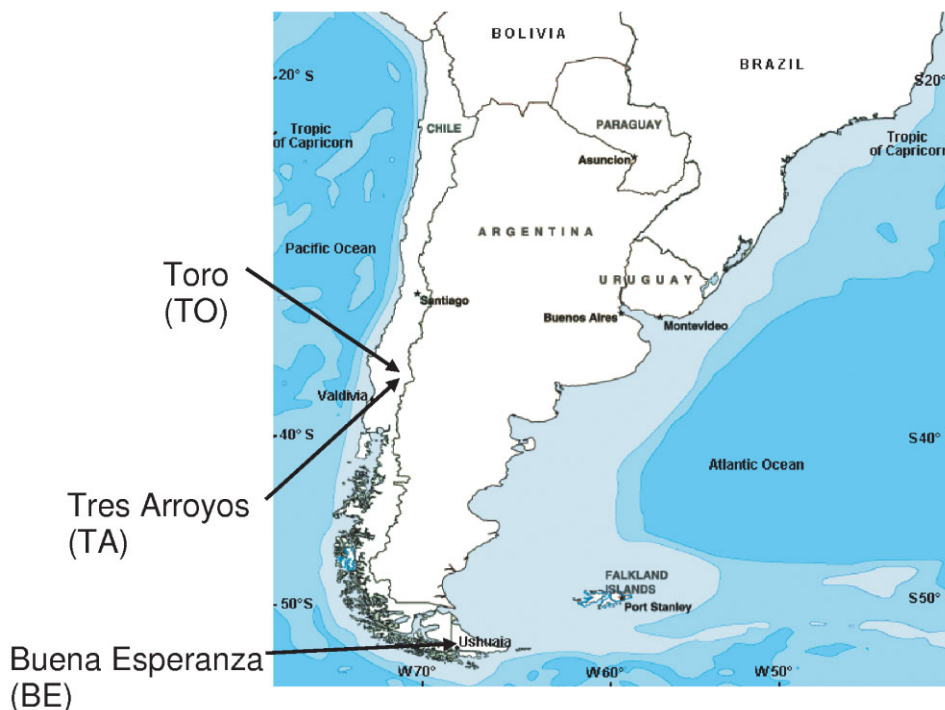 BOLIVIA
BRAZIL
20° S
S20°
CHILE
PARAGUAY
Tropic
of Capricorn
Tropic
of Capricorn
Asuncion
Pacific Ocean
ARGENTINA
Toro
(TO)
URUGUAY
Santiago
Buenos Aires
Montevideo
Valdivia
40° S
S40°
Atlantic Ocean
Tres Arroyos
(TA)
FALKLAND
ISLANDS
50°S
S50°
Port Stanley
Ushuaia
Buena Esperanza
(BE)
W70°
W60°
W50°